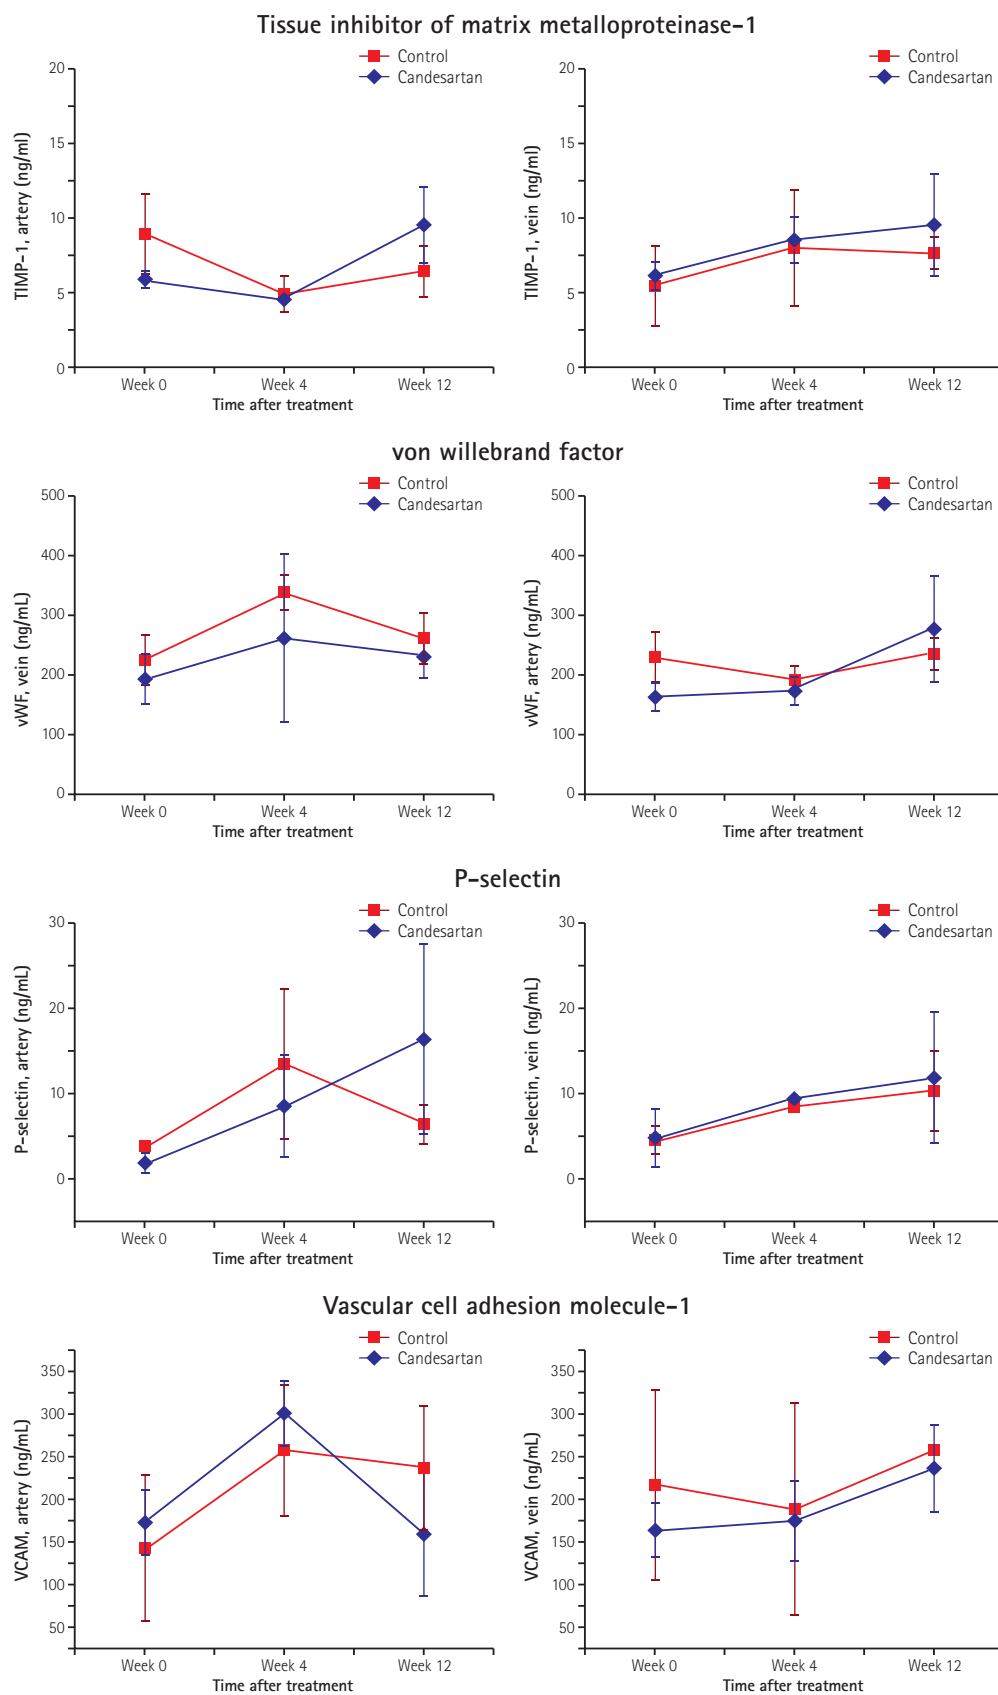 Tissue inhibitor of matrix metalloproteinase-1
Control
Candesartan
20
15
10
5
0
TIMP-1, artery (ng/ml)
Week 0
Week 4
Week 12
Time after treatment
Control
Candesartan
20
15
10
5
0
TIMP-1, vein (ng/ml)
Week 0
Week 4
Week 12
Time after treatment
von willebrand factor
Control
Candesartan
500
400
300
200
100
0
vWF, vein (ng/mL)
Week 0
Week 4
Week 12
Time after treatment
Control
Candesartan
500
400
300
200
100
0
vWF, artery (ng/mL)
Week 0
Week 4
Week 12
Time after treatment
P-selectin
Control
Candesartan
30
20
10
0
P-selectin, artery (ng/mL)
Week 0
Week 4
Week 12
Time after treatment
Control
Candesartan
30
20
10
0
P-selectin, vein (ng/mL)
Week 0
Week 4
Week 12
Time after treatment
Vascular cell adhesion molecule-1
Control
Candesartan
350
300
250
200
150
100
50
VCAM, artery (ng/mL)
Week 0
Week 4
Week 12
Time after treatment
Control
Candesartan
350
300
250
200
150
100
50
VCAM, vein (ng/mL)
Week 0
Week 4
Week 12
Time after treatment